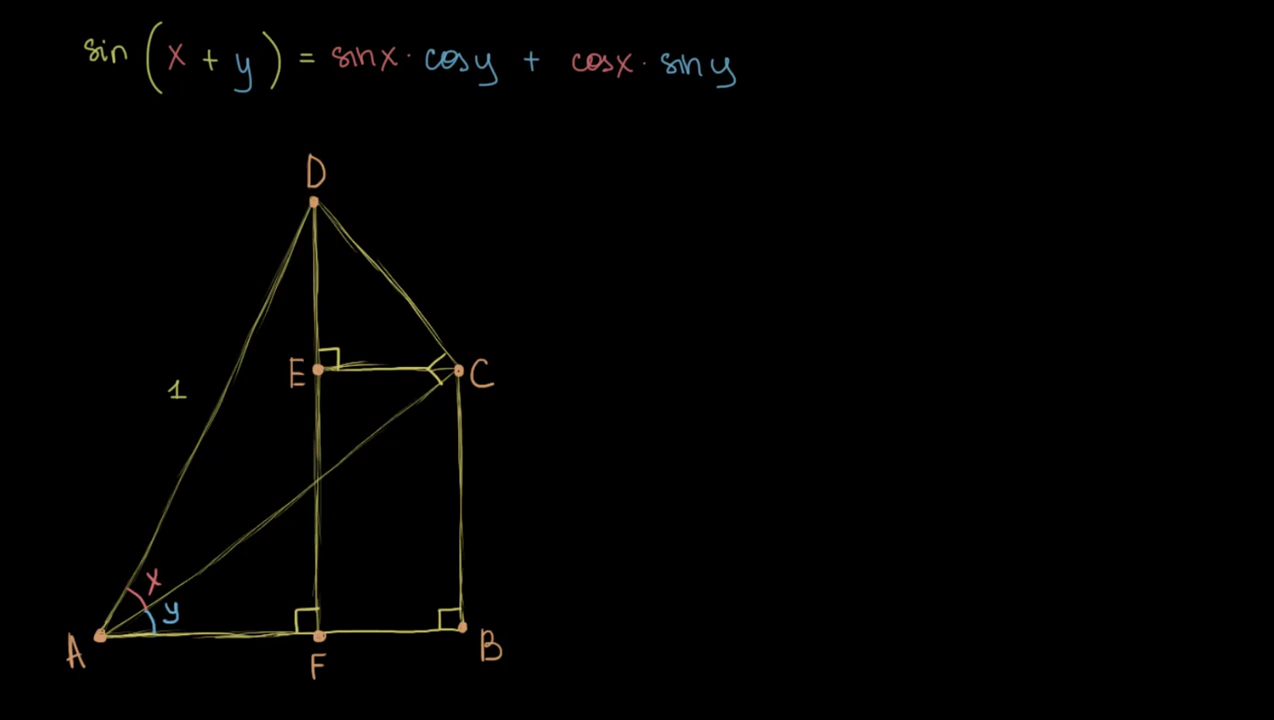 sin (x + y) = sinx · cosy + cosx · siny
D
E
C
1
x
y
A
F
B